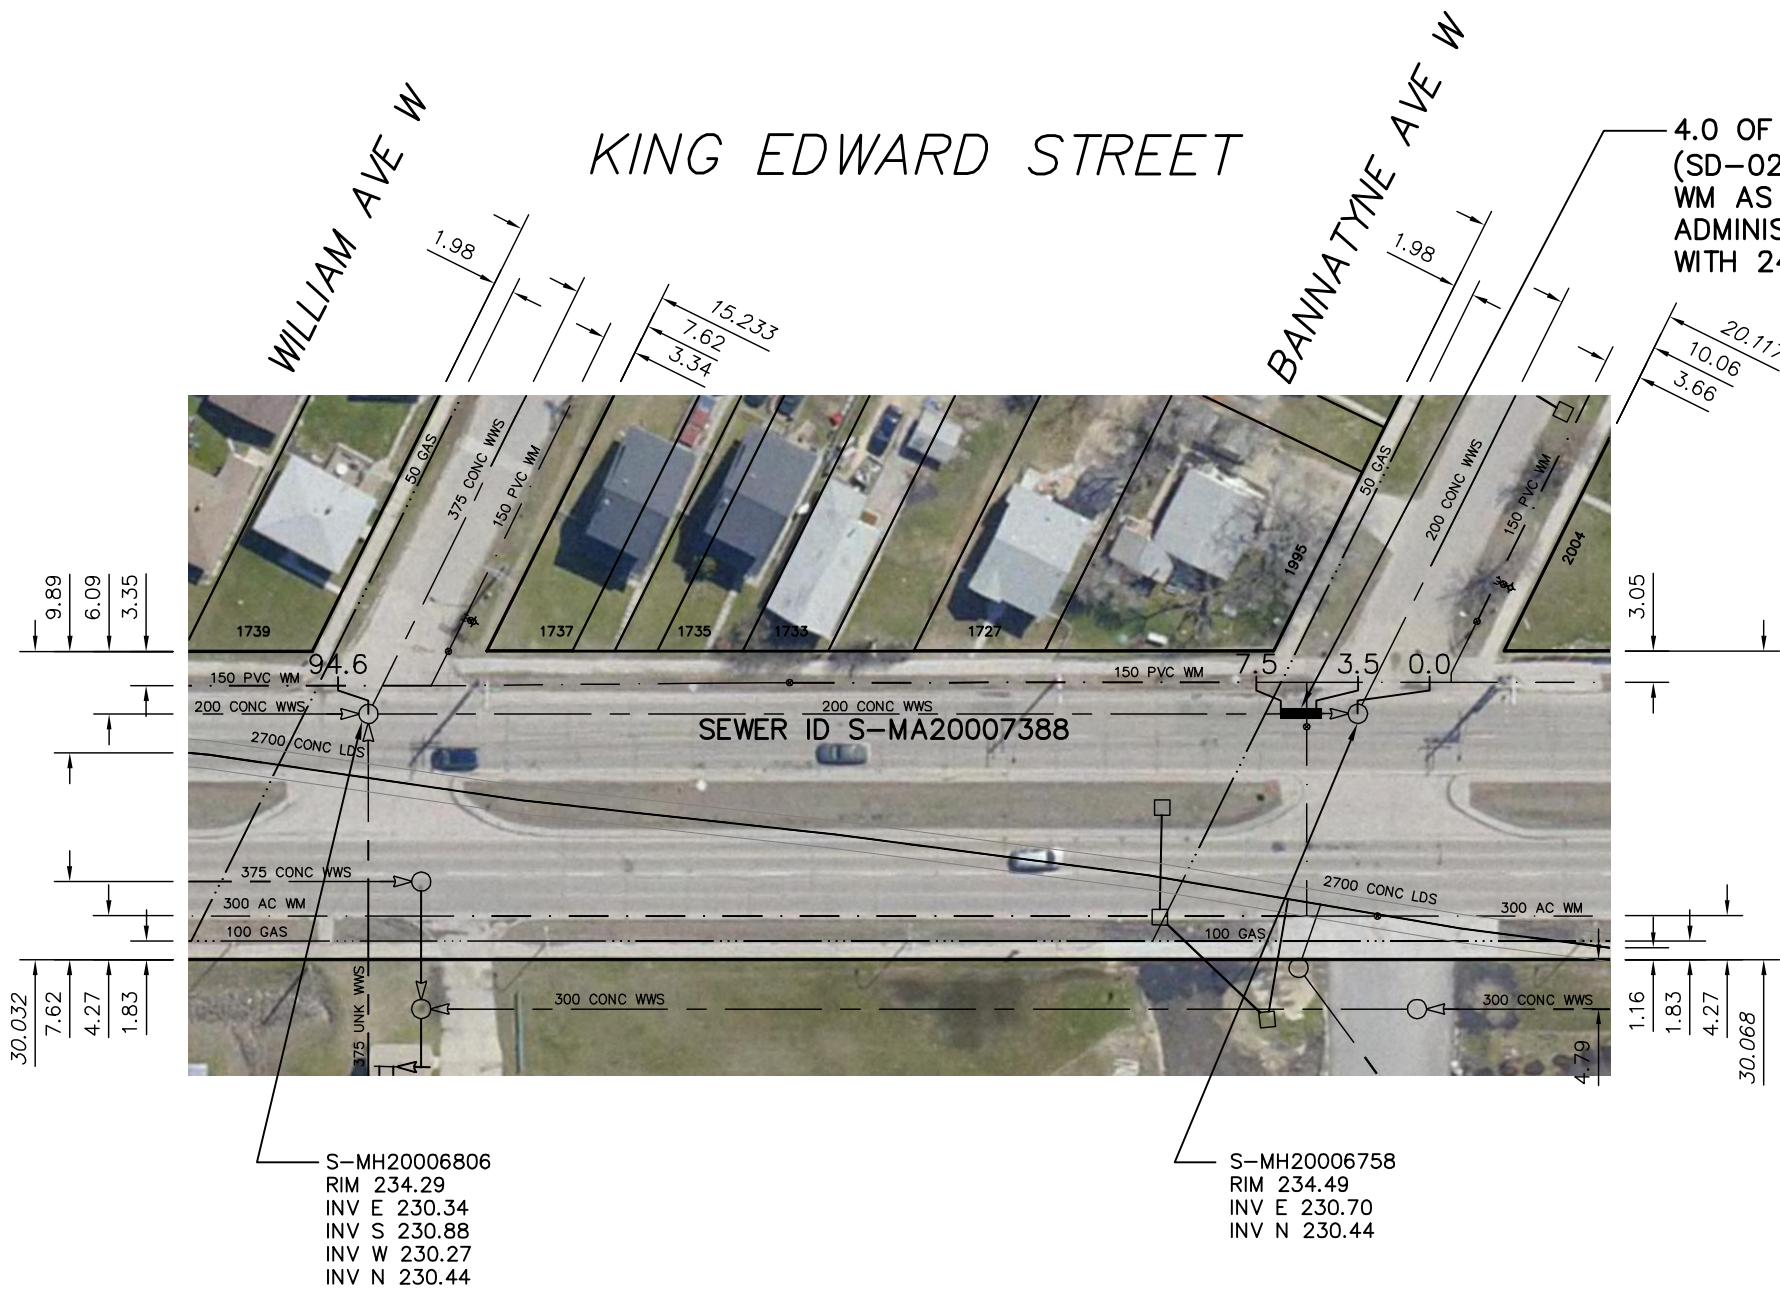 KING EDWARD STREET
WILLIAM AVE W
BANNATYNE AVE W
4.0 OF
(SD-02
WM AS
ADMINIS
WITH 24
1.98
15.233
7.62
3.34
1.98
20.117
10.06
3.66
50 GAS
375 CONC WWS
150 PVC WM
50 GAS
200 CONC WWS
150 PVC WM
1995
2004
9.89
6.09
3.35
3.05
1739
1737
1735
1733
1727
94.6
7.5
3.5
0.0
150 PVC WM
150 PVC WM
200 CONC WWS
200 CONC WWS
SEWER ID S-MA20007388
2700 CONC LDS
375 CONC WWS
2700 CONC LDS
300 AC WM
300 AC WM
100 GAS
100 GAS
375 UNK WWS
300 CONC WWS
300 CONC WWS
30.032
7.62
4.27
1.83
4.79
1.16
1.83
4.27
30.068
S-MH20006806
RIM 234.29
INV E 230.34
INV S 230.88
INV W 230.27
INV N 230.44
S-MH20006758
RIM 234.49
INV E 230.70
INV N 230.44